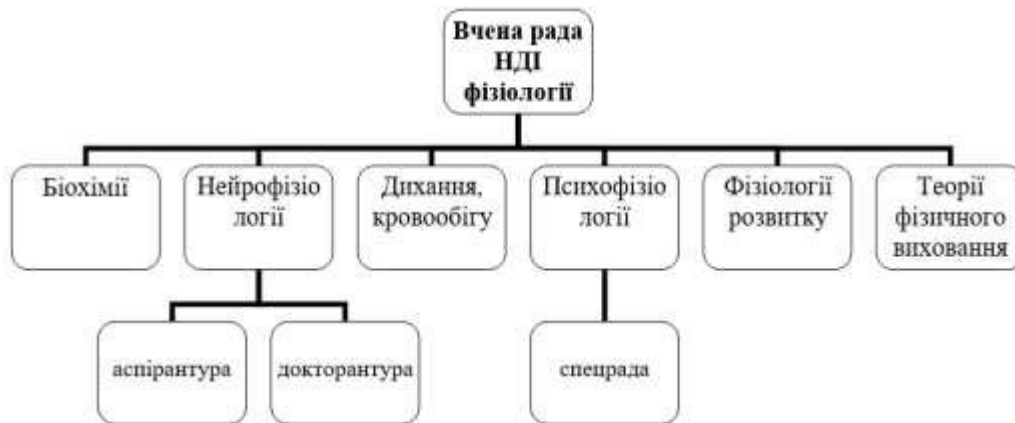 Вчена рада
НДІ
фізіології
Біохімії
Нейрофізіо
логії
Дихання,
кровообігу
Психофізіо
логії
Фізіології
розвитку
Теорії
фізичного
виховання
аспірантура
докторантура
спецрада